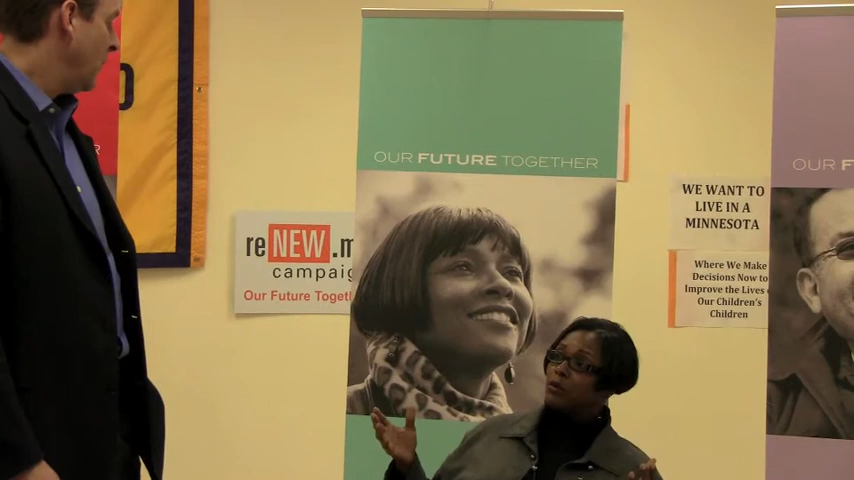 OUR FUTURE TOGETHER
reNEW.m
campaig
Our Future Togeth
WE WANT TO
LIVE IN A
MINNESOTA
Where We Make
Decisions Now to
Improve the Lives
Our Children's
Children
OUR F